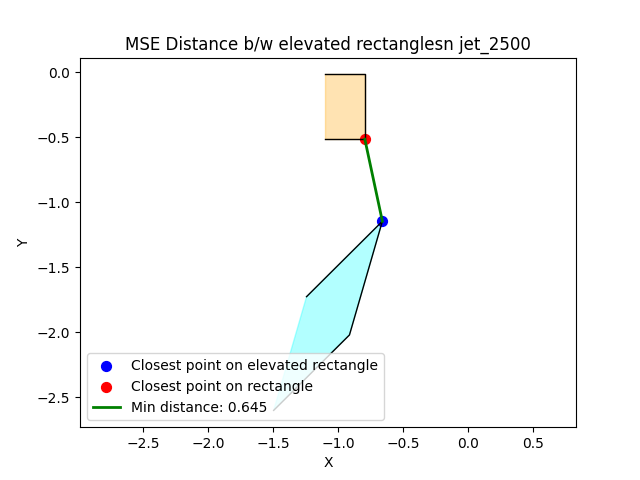 MSE Distance b/w elevated rectanglesn jet_2500
0.0
−0.5
−1.0
−1.5
−2.0
−2.5
Y
Closest point on elevated rectangle
Closest point on rectangle
Min distance: 0.645
−2.5 −2.0 −1.5 −1.0 −0.5 0.0 0.5
X